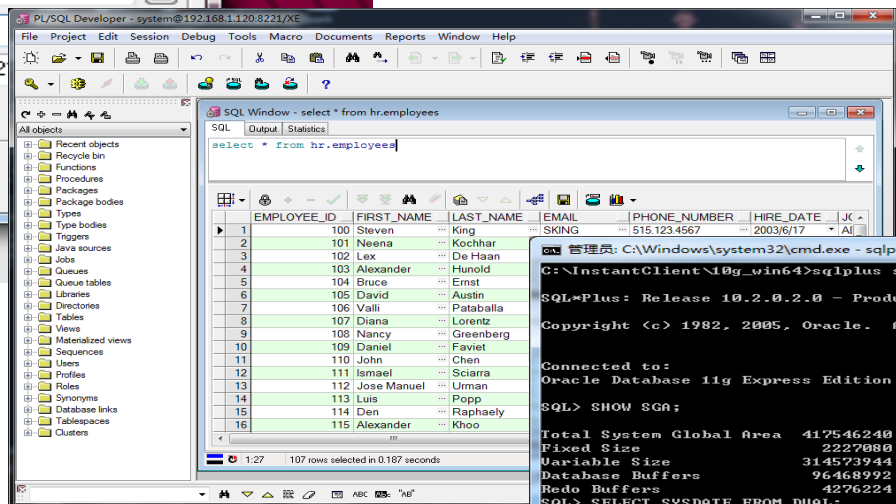 PL/SQL Developer - system@192.168.1.120:8221/XE
File Project Edit Session Debug Tools Macro Documents Reports Window Help
All objects
Recent objects
Recycle bin
Functions
Procedures
Packages
Package bodies
Types
Type bodies
Triggers
Java sources
Jobs
Queues
Queue tables
Libraries
Directories
Tables
Views
Materialized views
Sequences
Users
Profiles
Roles
Synonyms
Database links
Tablespaces
Clusters
SQL Window - select * from hr.employees
SQL Output Statistics
select * from hr.employees
EMPLOYEE_ID FIRST_NAME LAST_NAME EMAIL PHONE_NUMBER HIRE_DATE
1 100 Steven King SKING 515.123.4567 2003/6/17
2 101 Neena Kochhar
3 102 Lex De Haan
4 103 Alexander Hunold
5 104 Bruce Ernst
6 105 David Austin
7 106 Valli Pataballa
8 107 Diana Lorentz
9 108 Nancy Greenberg
10 109 Daniel Faviet
11 110 John Chen
12 111 Ismael Sciarra
13 112 Jose Manuel Urman
14 113 Luis Popp
15 114 Den Raphaely
16 115 Alexander Khoo
1:27 107 rows selected in 0.187 seconds
ABC "AB"
管理员: C:\Windows\system32\cmd.exe - sqlp
C:\InstantClient\10g_win64>sqlplus s
SQL*Plus: Release 10.2.0.2.0 - Produ
Copyright (c) 1982, 2005, Oracle. A
Connected to:
Oracle Database 11g Express Edition
SQL> SHOW SGA;
Total System Global Area 417546240
Fixed Size 2227080
Variable Size 314573944
Database Buffers 96468992
Redo Buffers 4276224
SQL> SELECT SYSDATE FROM DUAL;